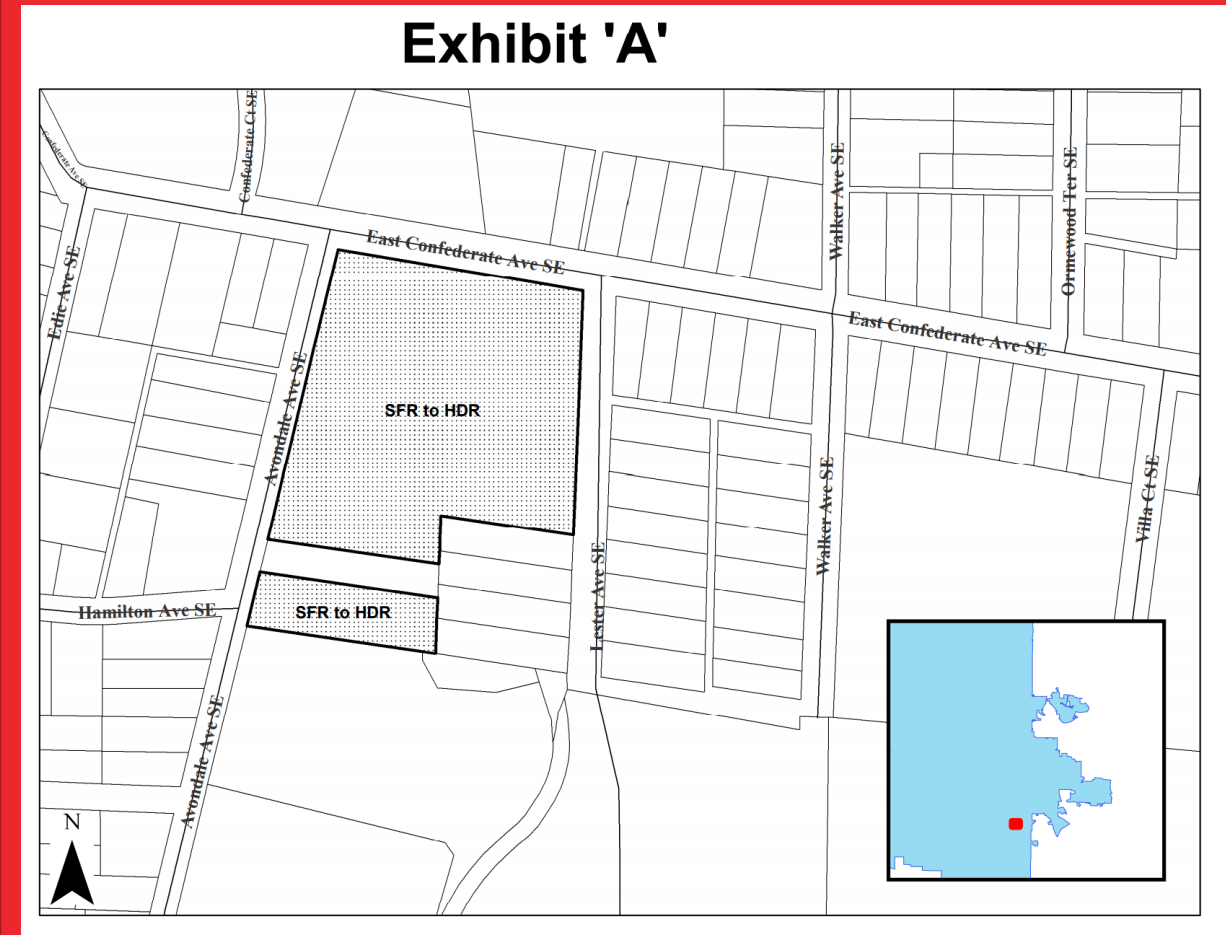 Exhibit 'A'
Confederate Ave SE
Confederate Ct SE
Walker Ave SE
Ormewood Ter SE
East Confederate Ave SE
Edie Ave SE
East Confederate Ave SE
Avondale Ave SE
SFR to HDR
Walker Ave SE
Villa Ct SE
Lester Ave SE
Hamilton Ave SE
SFR to HDR
Avondale Ave SE
N